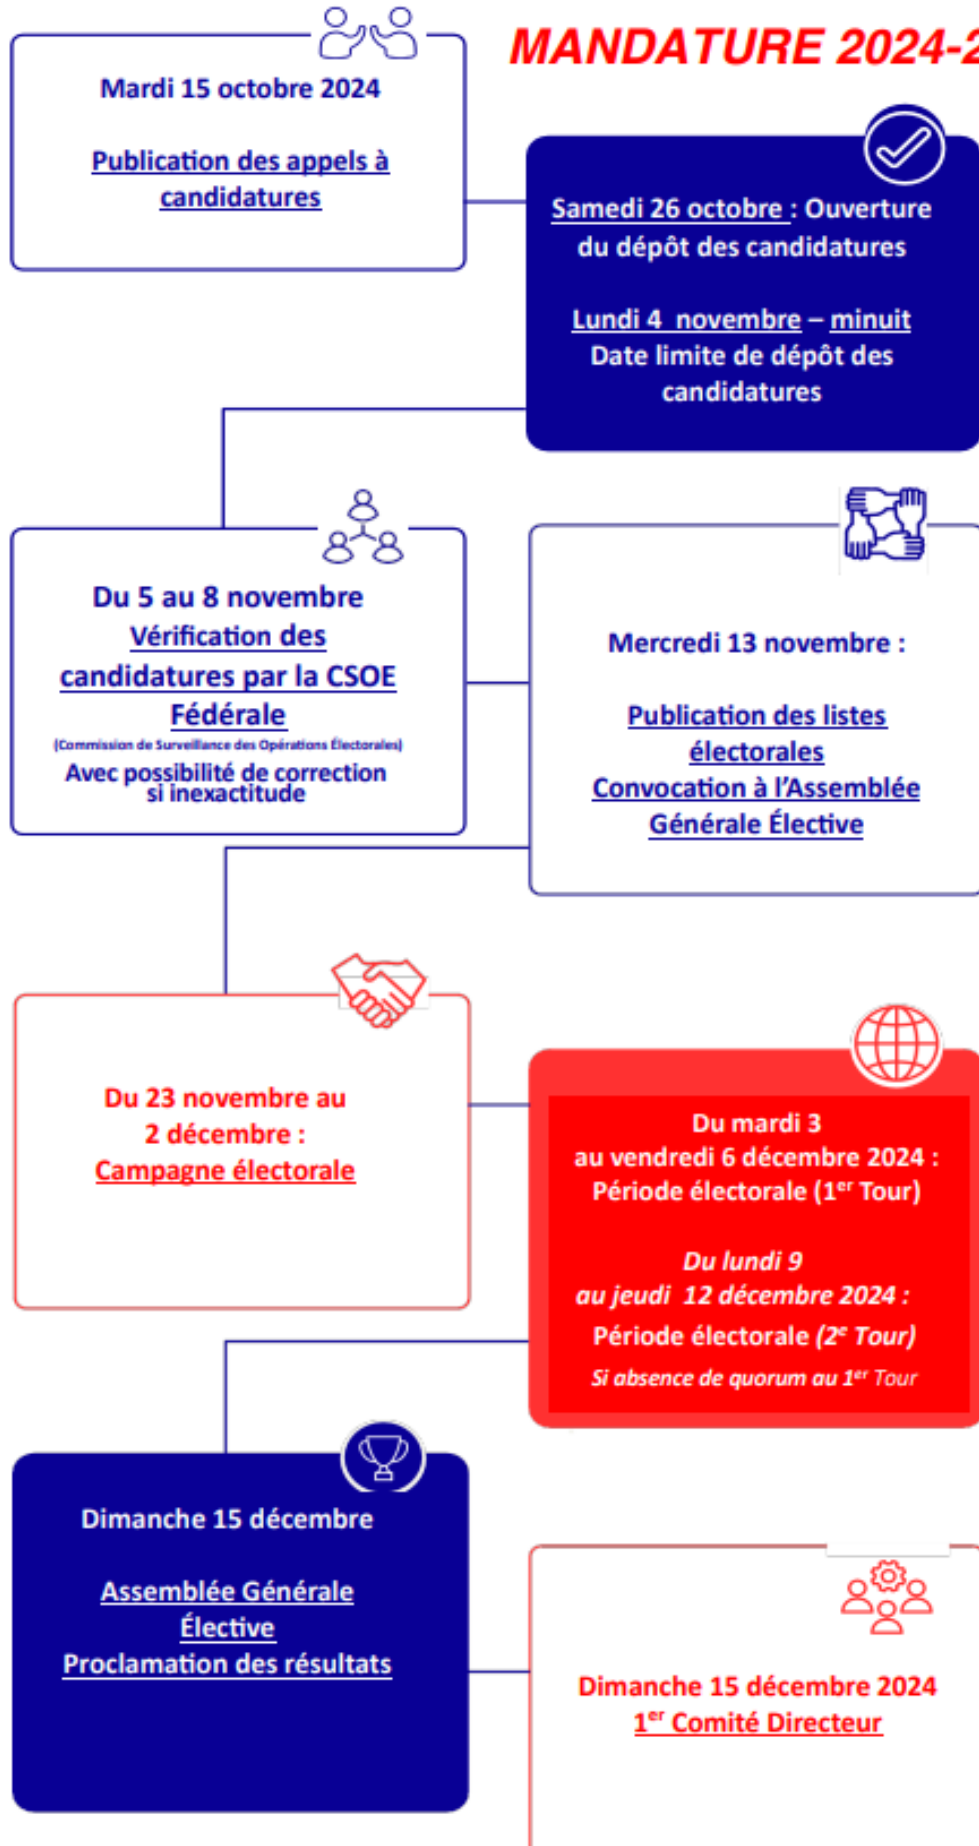 MANDATURE 2024-2
Mardi 15 octobre 2024
Publication des appels à
candidatures
Samedi 26 octobre : Ouverture
du dépôt des candidatures
Lundi 4 novembre – minuit
Date limite de dépôt des
candidatures
Du 5 au 8 novembre
Vérification des
candidatures par la CSOE
Fédérale
(Commission de Surveillance des Opérations Électorales)
Avec possibilité de correction
si inexactitude
Mercredi 13 novembre :
Publication des listes
électorales
Convocation à l’Assemblée
Générale Élective
Du 23 novembre au
2 décembre :
Campagne électorale
Du mardi 3
au vendredi 6 décembre 2024 :
Période électorale (1er Tour)
Du lundi 9
au jeudi 12 décembre 2024 :
Période électorale (2e Tour)
Si absence de quorum au 1er Tour
Dimanche 15 décembre
Assemblée Générale
Élective
Proclamation des résultats
Dimanche 15 décembre 2024
1er Comité Directeur